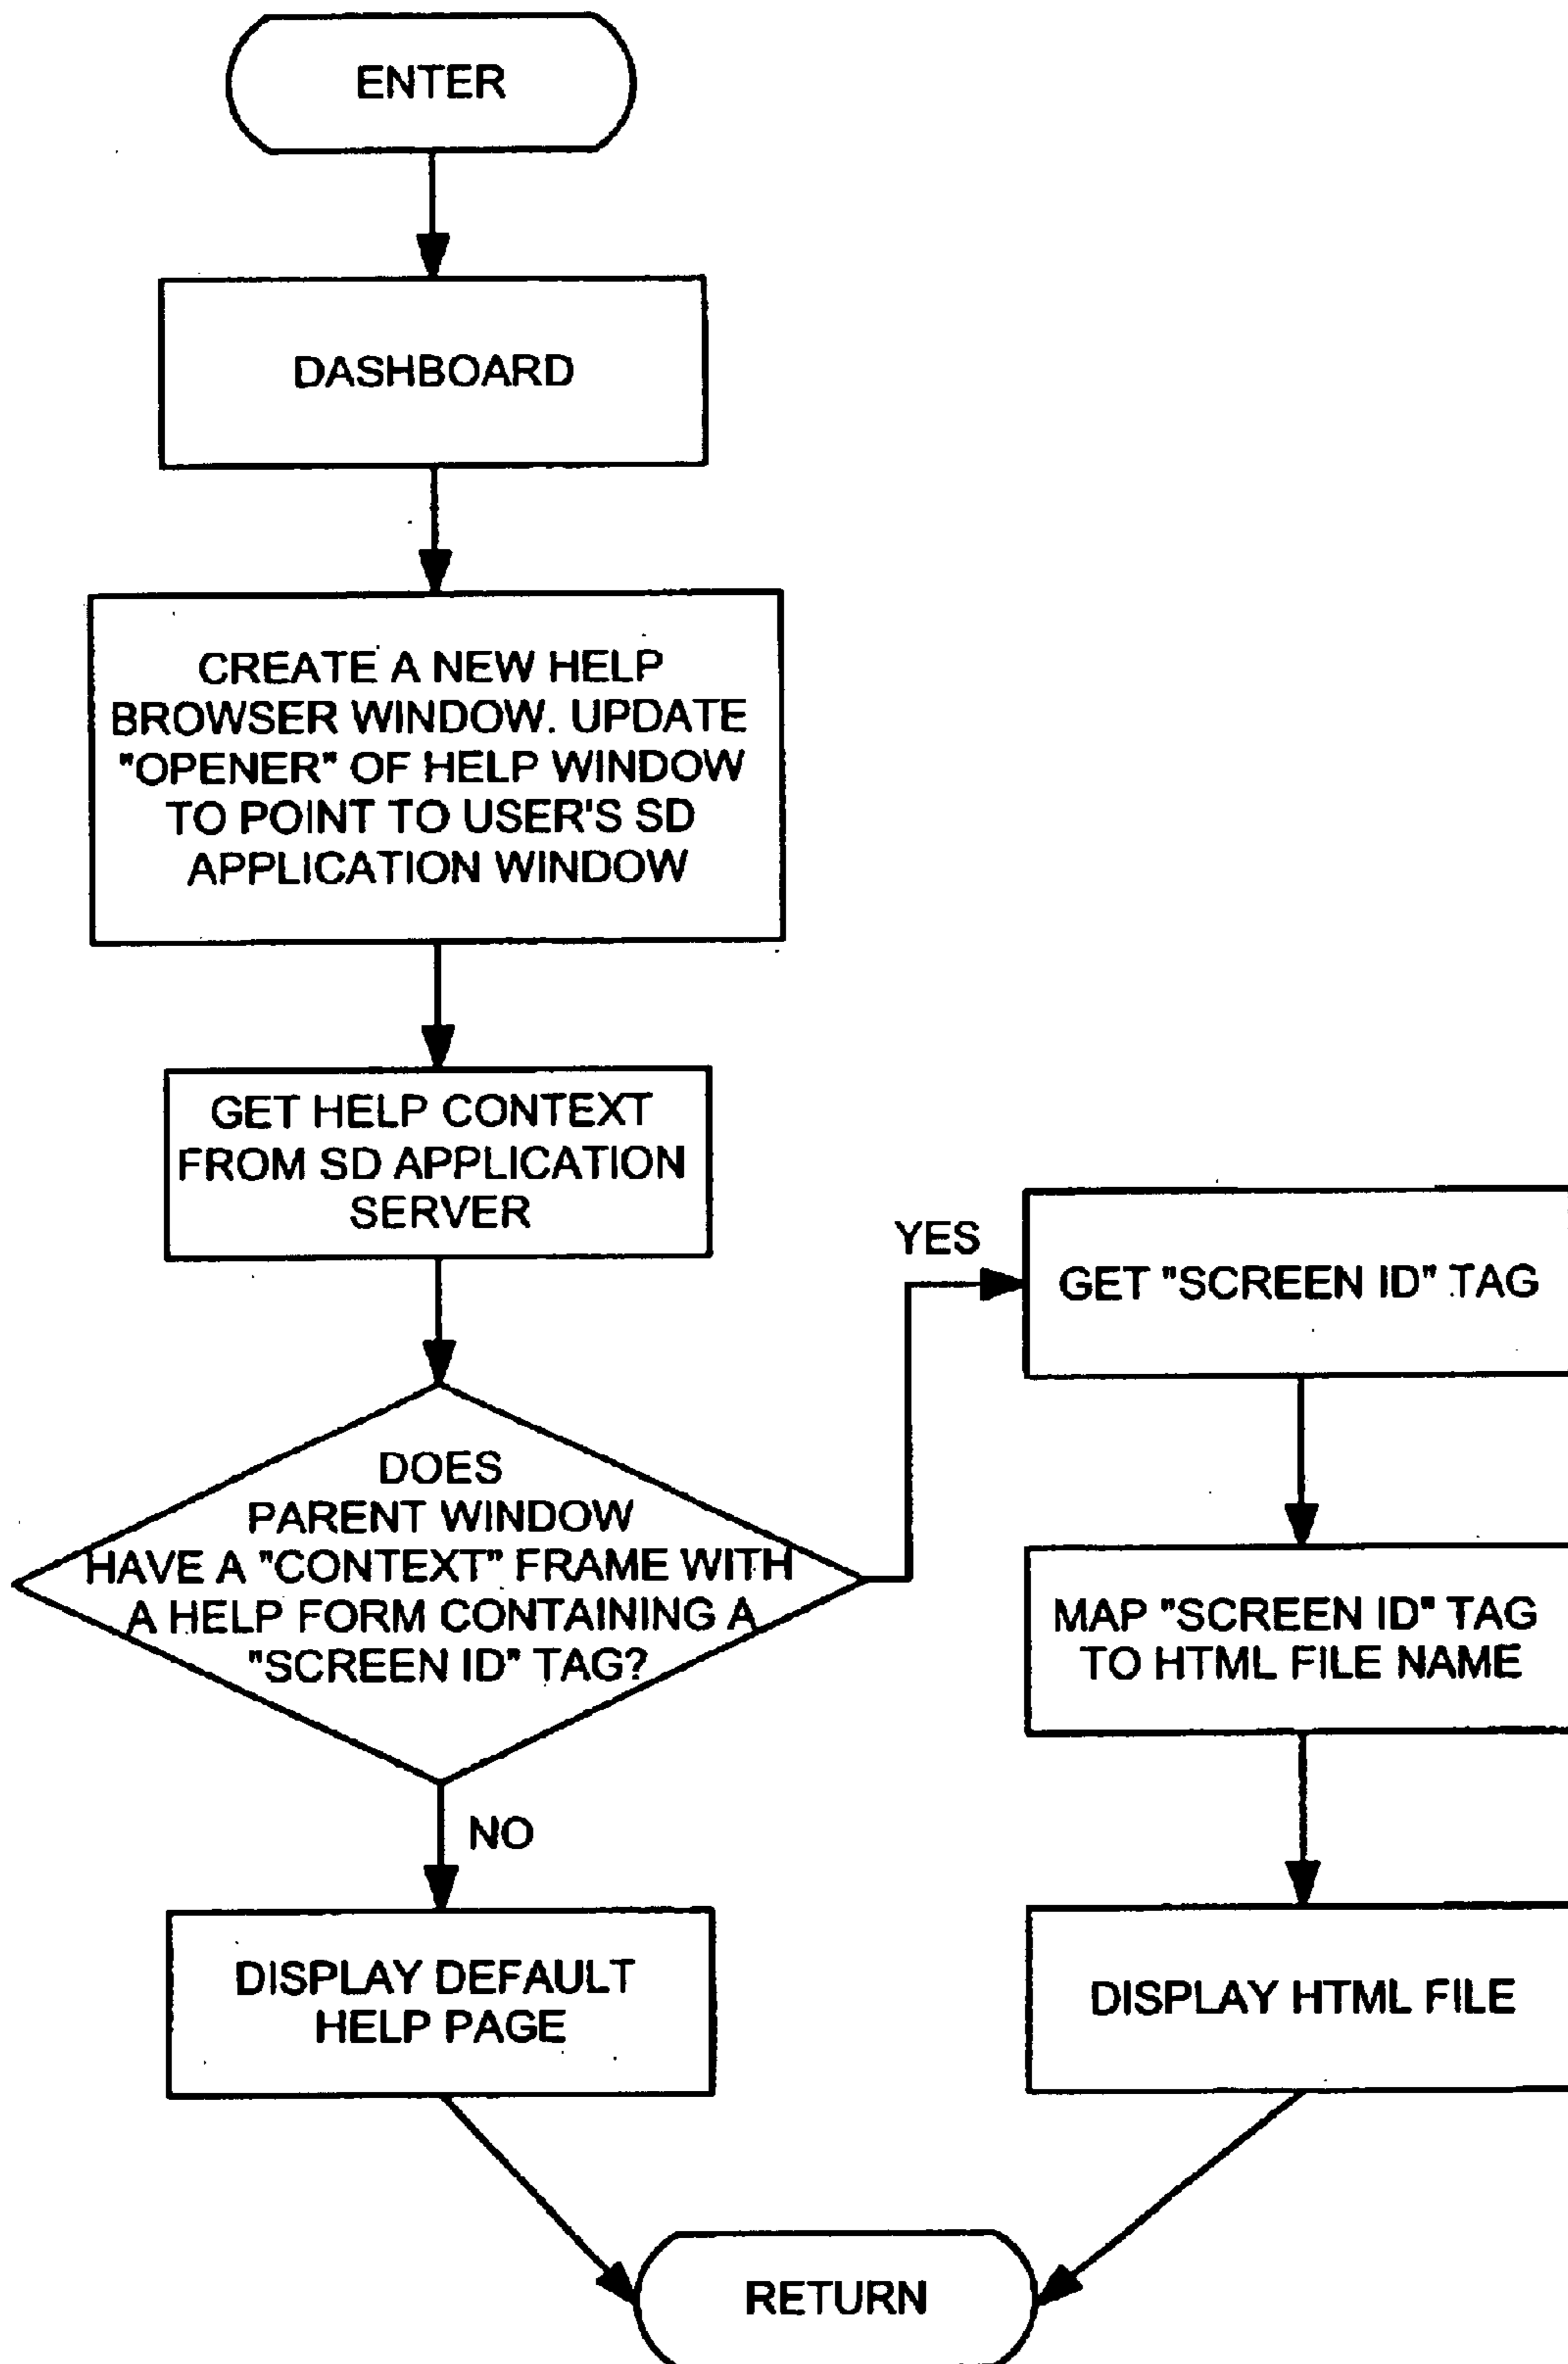 ENTER
DASHBOARD
CREATE A NEW HELP
BROWSER WINDOW. UPDATE
"OPENER" OF HELP WINDOW
TO POINT TO USER'S SD
APPLICATION WINDOW
GET HELP CONTEXT
FROM SD APPLICATION
SERVER
DOES
PARENT WINDOW
HAVE A "CONTEXT" FRAME WITH
A HELP FORM CONTAINING A
"SCREEN ID" TAG?
YES
GET "SCREEN ID" TAG
MAP "SCREEN ID" TAG
TO HTML FILE NAME
DISPLAY HTML FILE
NO
DISPLAY DEFAULT
HELP PAGE
RETURN